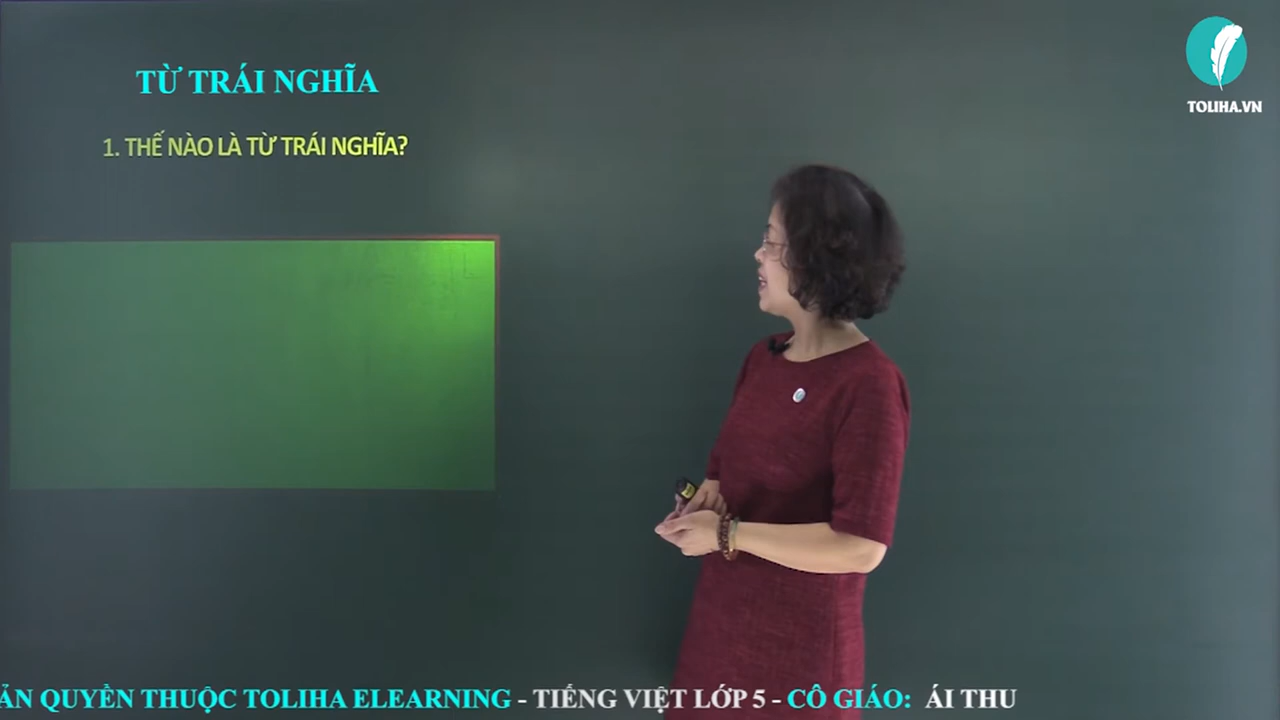 TỪ TRÁI NGHĨA
TOLIHA.VN
1. THẾ NÀO LÀ TỪ TRÁI NGHĨA?
ẢN QUYỀN THUỘC TOLIHA ELEARNING - TIẾNG VIỆT LỚP 5 - CÔ GIÁO: ÁI THU